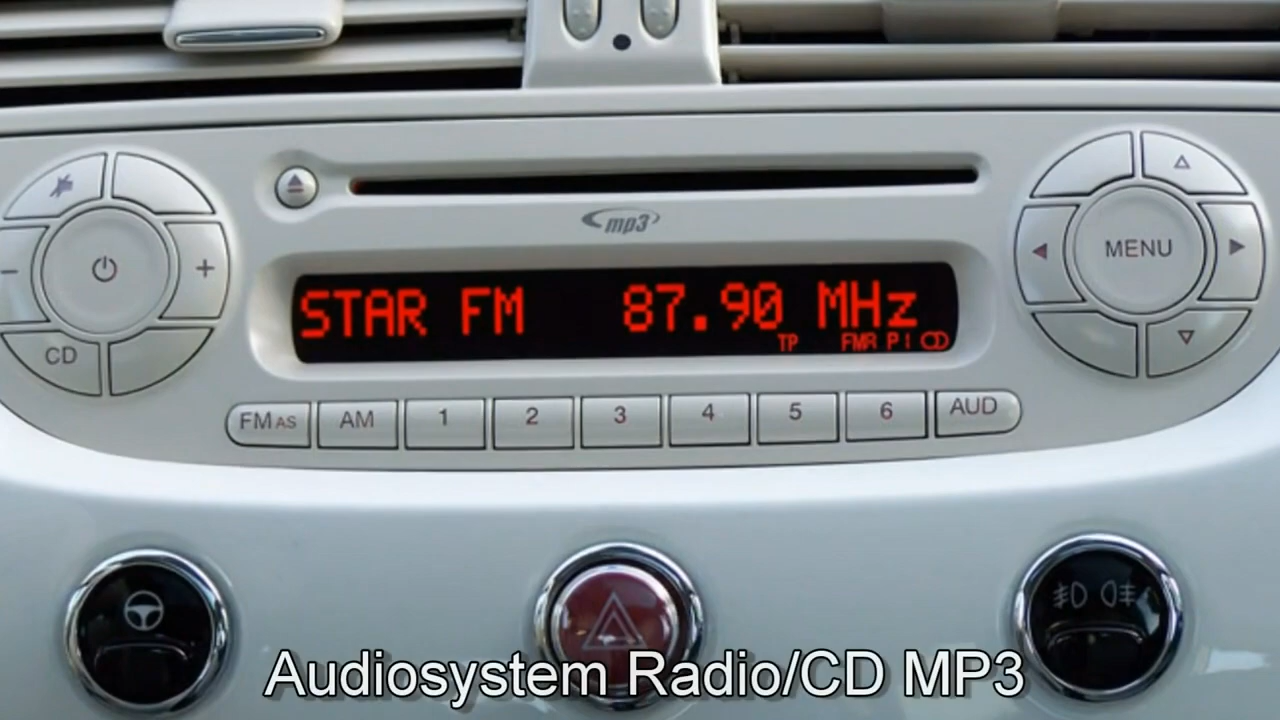 mp3
STAR FM 87.90 MHz
TP FMR P1
− +
MENU
CD
FM AS AM 1 2 3 4 5 6 AUD
Audiosystem Radio/CD MP3